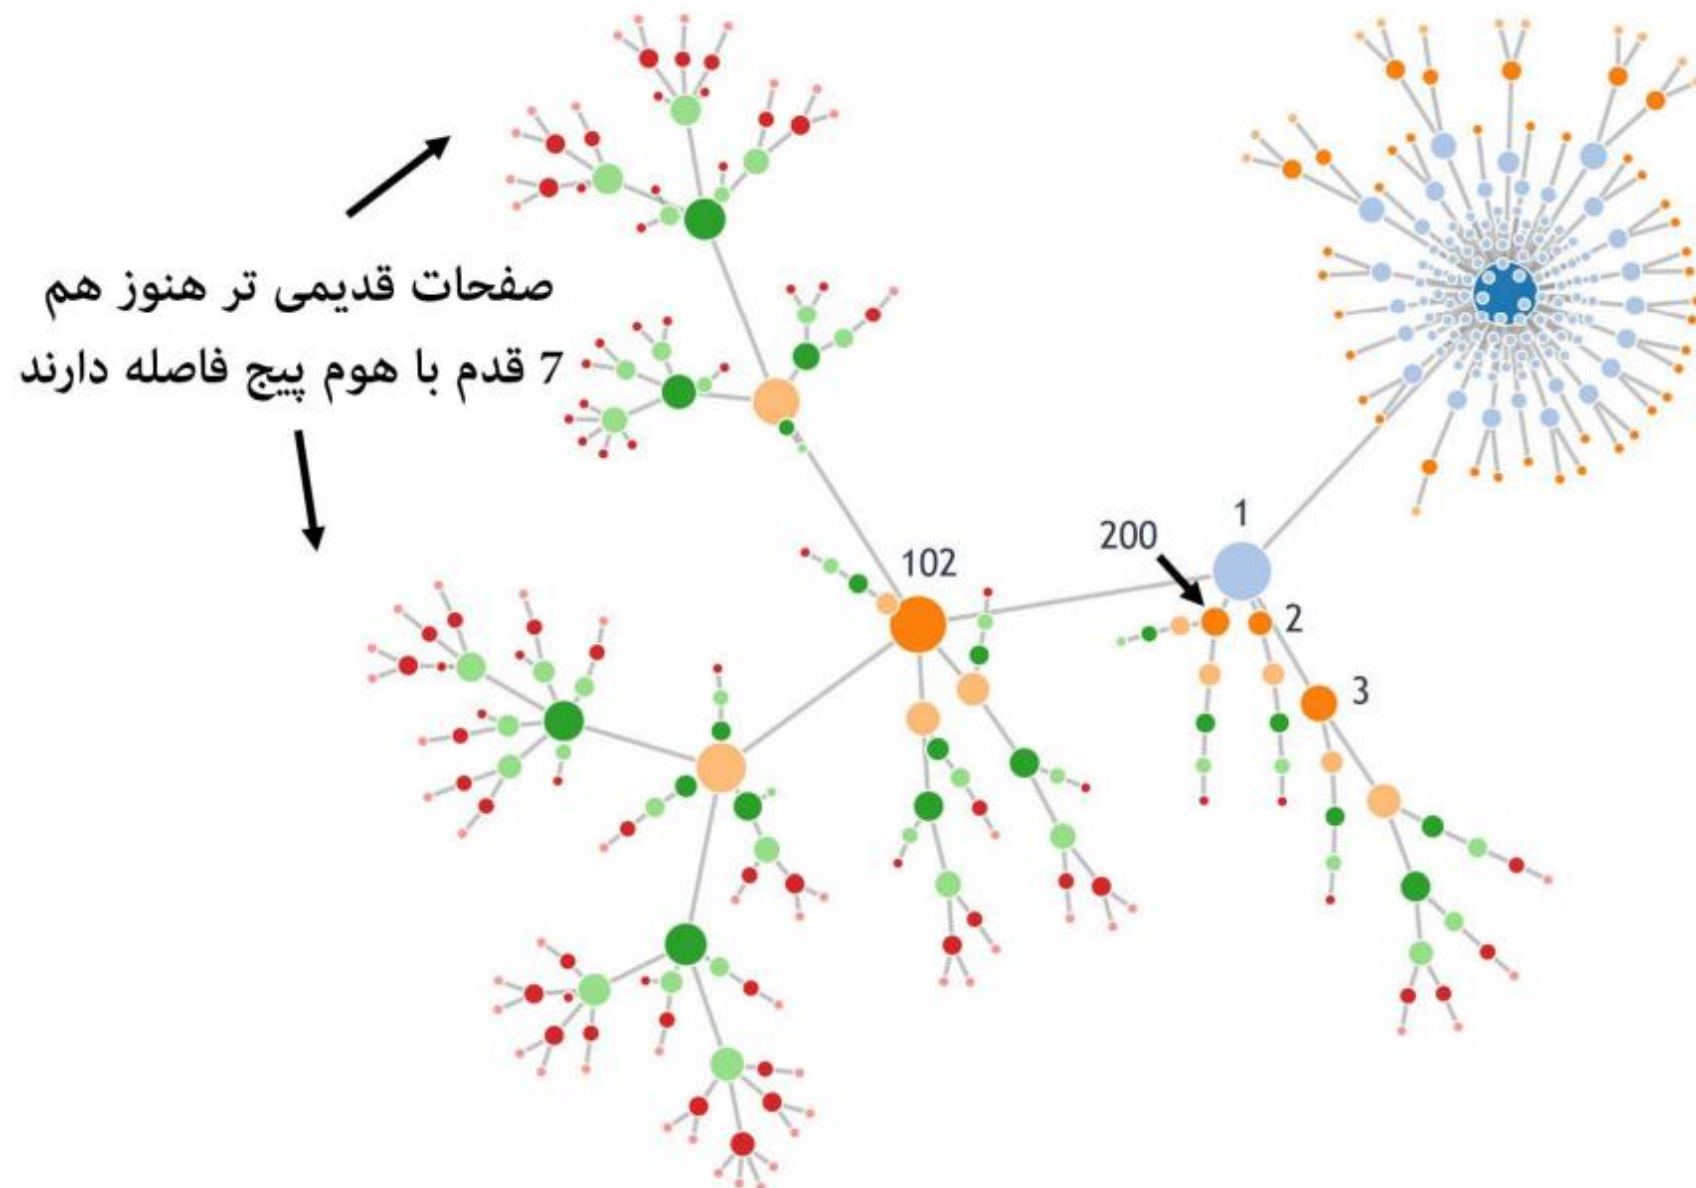 صفحات قدیمی تر هنوز هم
7 قدم با هوم پیج فاصله دارند
102
200
1
2
3